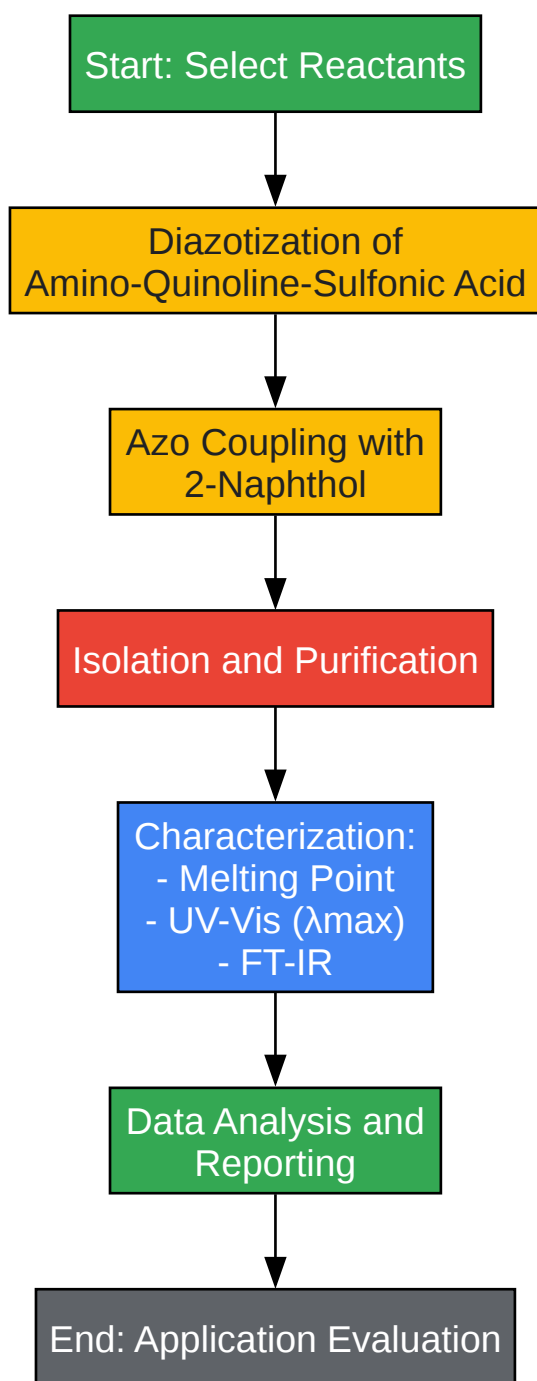 Start: Select Reactants
Diazotization of
Amino-Quinoline-Sulfonic Acid
Azo Coupling with
2-Naphthol
Isolation and Purification
Characterization:
- Melting Point
- UV-Vis (λmax)
- FT-IR
Data Analysis and
Reporting
End: Application Evaluation